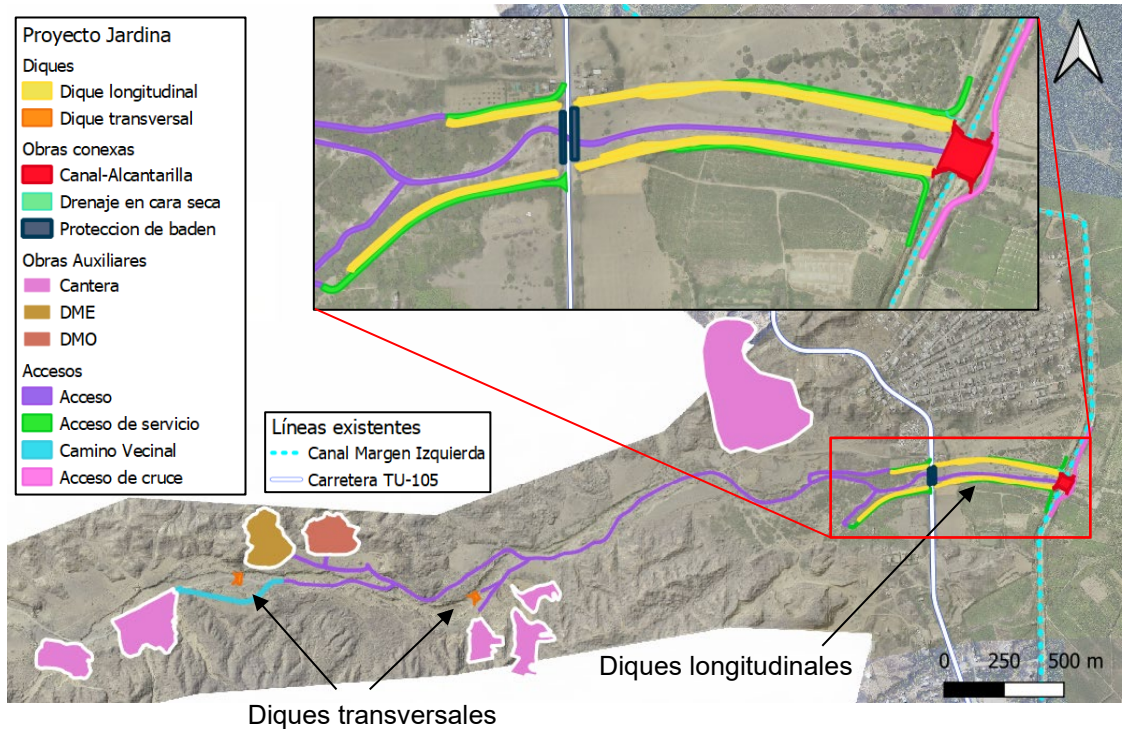 Proyecto Jardina
Diques
Dique longitudinal
Dique transversal
Obras conexas
Canal-Alcantarilla
Drenaje en cara seca
Proteccion de baden
Obras Auxiliares
Cantera
DME
DMO
Accesos
Acceso
Acceso de servicio
Camino Vecinal
Acceso de cruce
Líneas existentes
Canal Margen Izquierda
Carretera TU-105
Diques longitudinales
0 250 500 m
Diques transversales